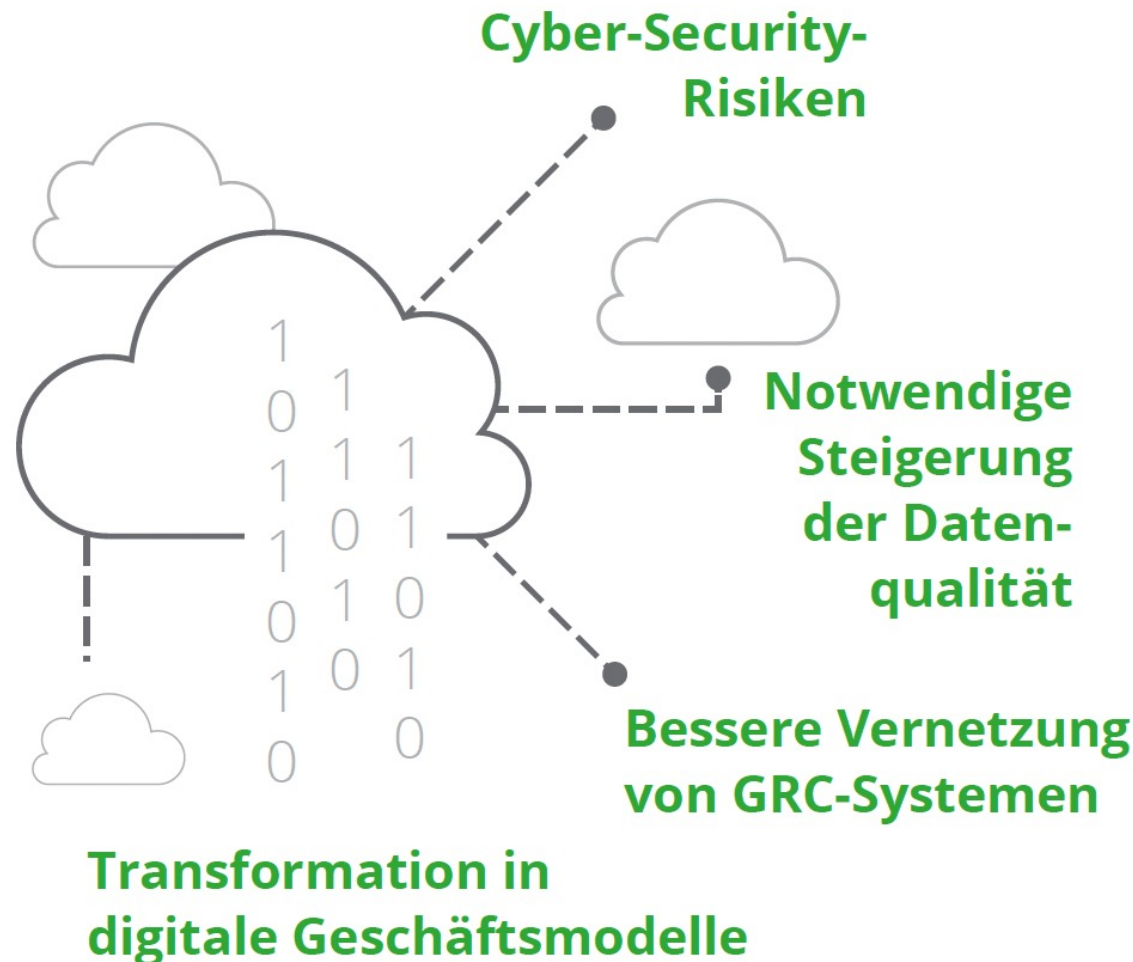 Cyber-Security-
Risiken
1
0
1
1
0
1
0
1
1
0
1
0
1
1
0
1
0
Notwendige
Steigerung
der Daten-
qualität
Bessere Vernetzung
von GRC-Systemen
Transformation in
digitale Geschäftsmodelle